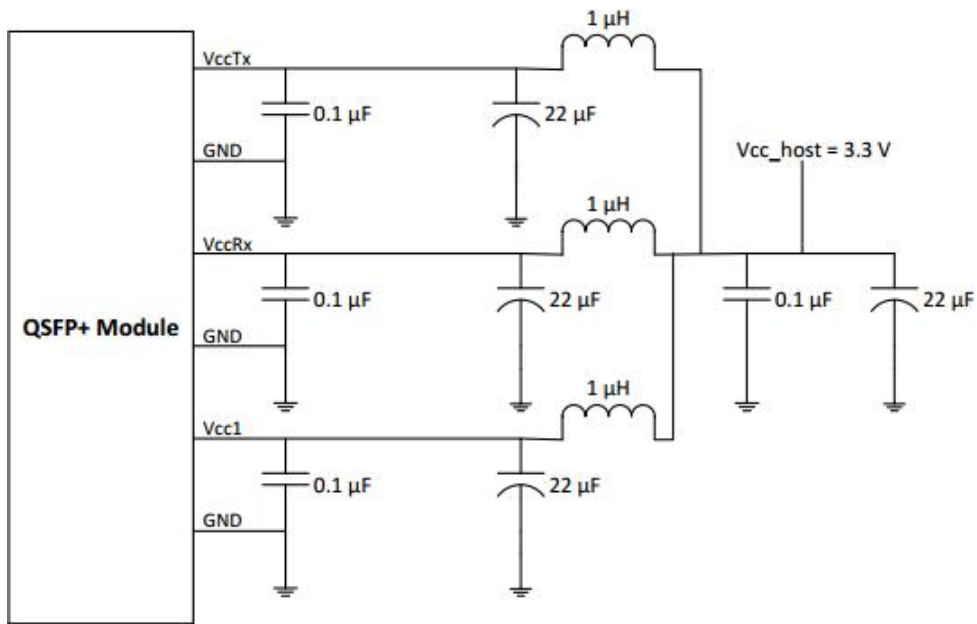 1 µH
VccTx
0.1 µF
22 µF
GND
Vcc_host = 3.3 V
1 µH
VccRx
0.1 µF
22 µF
0.1 µF
22 µF
QSFP+ Module
GND
1 µH
Vcc1
0.1 µF
22 µF
GND